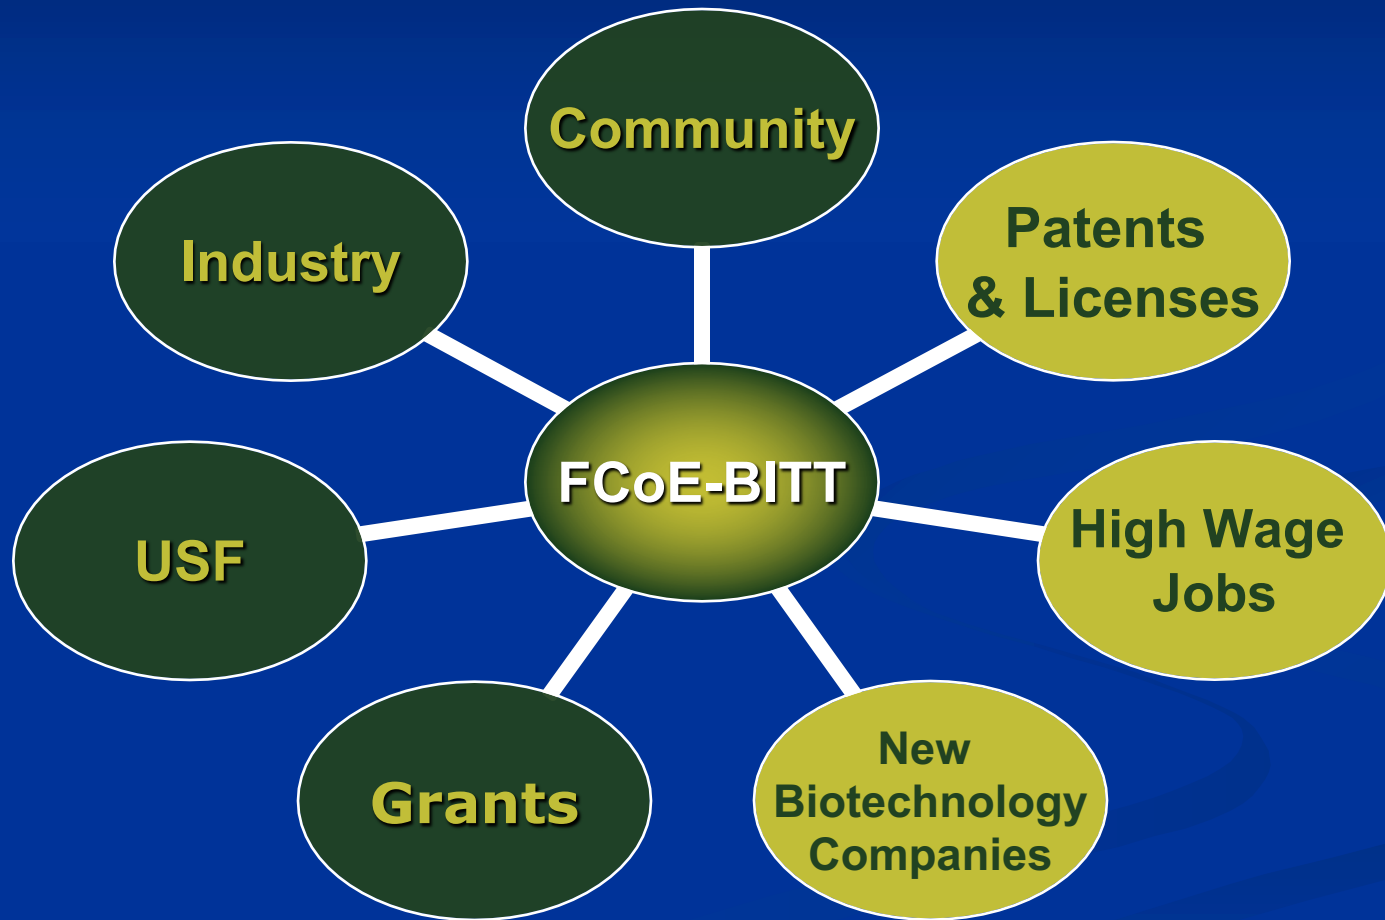 Community
Industry
Patents
& Licenses
FCoE-BITT
USF
High Wage
Jobs
Grants
New
Biotechnology
Companies